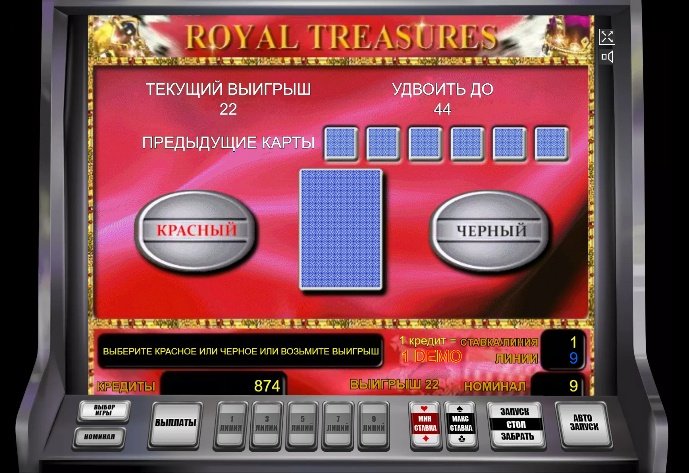 ROYAL TREASURES
ТЕКУЩИЙ ВЫИГРЫШ
22
УДВОИТЬ ДО
44
ПРЕДЫДУЩИЕ КАРТЫ
КРАСНЫЙ
ЧЕРНЫЙ
ВЫБЕРИТЕ КРАСНОЕ ИЛИ ЧЕРНОЕ ИЛИ ВОЗЬМИТЕ ВЫИГРЫШ
1 кредит = СТАВКА/ЛИНИЯ 1
1 DEMO ЛИНИИ 9
КРЕДИТЫ 874 ВЫИГРЫШ 22 НОМИНАЛ 9
ВЫБОР ИГРЫ
НОМИНАЛ
ВЫПЛАТЫ
1 ЛИНИЯ
3 ЛИНИИ
5 ЛИНИЙ
7 ЛИНИЙ
9 ЛИНИЙ
МИН СТАВКА
МАКС СТАВКА
ЗАПУСК
СТОП
ЗАБРАТЬ
АВТО ЗАПУСК